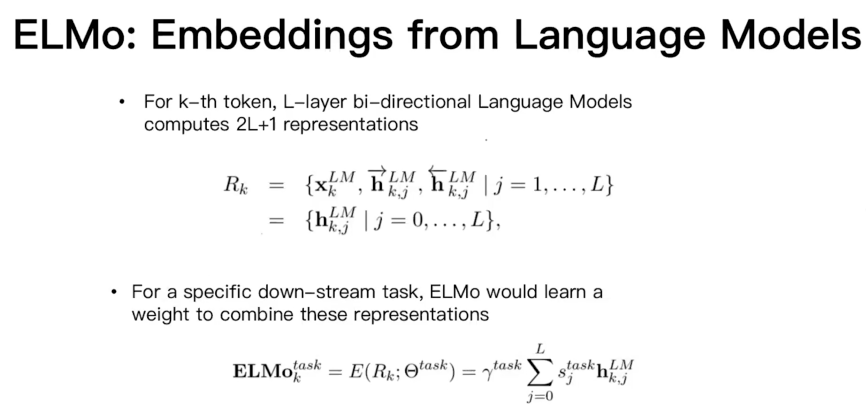 ELMo: Embeddings from Language Models
• For k-th token, L-layer bi-directional Language Models
computes 2L+1 representations
$R_k = \{\mathbf{x}_k^{LM}, \overrightarrow{\mathbf{h}}_{k,j}^{LM}, \overleftarrow{\mathbf{h}}_{k,j}^{LM} \mid j = 1, \ldots, L\}$
$= \{\mathbf{h}_{k,j}^{LM} \mid j = 0, \ldots, L\},$
• For a specific down-stream task, ELMo would learn a
weight to combine these representations
$\mathbf{ELMo}_k^{task} = E(R_k; \Theta^{task}) = \gamma^{task} \sum_{j=0}^{L} s_j^{task} \mathbf{h}_{k,j}^{LM}$